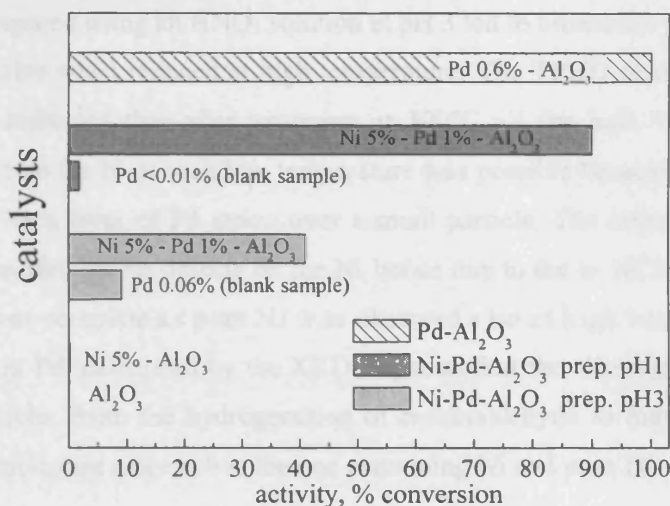 catalysts
Pd 0.6% - Al₂O₃
Ni 5% - Pd 1% - Al₂O₃
Pd <0.01% (blank sample)
Ni 5% - Pd 1% - Al₂O₃
Pd 0.06% (blank sample)
Ni 5% - Al₂O₃
Al₂O₃
Pd-Al₂O₃
Ni-Pd-Al₂O₃ prep. pH1
Ni-Pd-Al₂O₃ prep. pH3
0 10 20 30 40 50 60 70 80 90 100
activity, % conversion